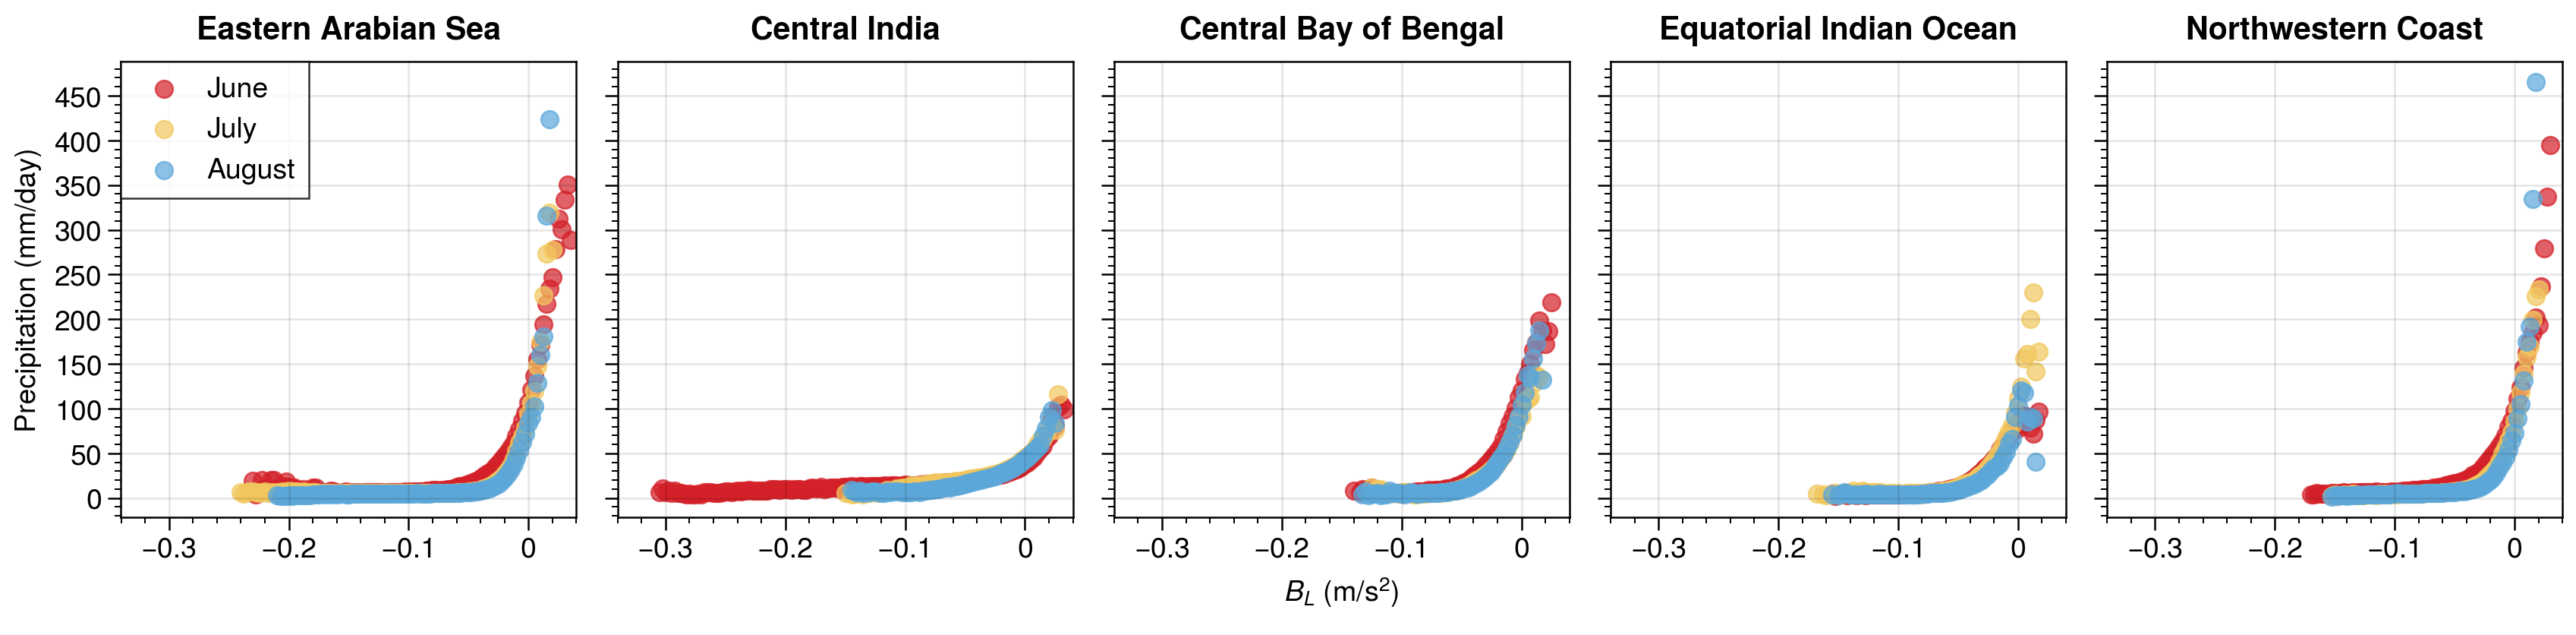 Eastern Arabian Sea
Central India
Central Bay of Bengal
Equatorial Indian Ocean
Northwestern Coast
June
July
August
Precipitation (mm/day)
450
400
350
300
250
200
150
100
50
0
−0.3 −0.2 −0.1 0
−0.3 −0.2 −0.1 0
−0.3 −0.2 −0.1 0
−0.3 −0.2 −0.1 0
−0.3 −0.2 −0.1 0
B_L (m/s²)